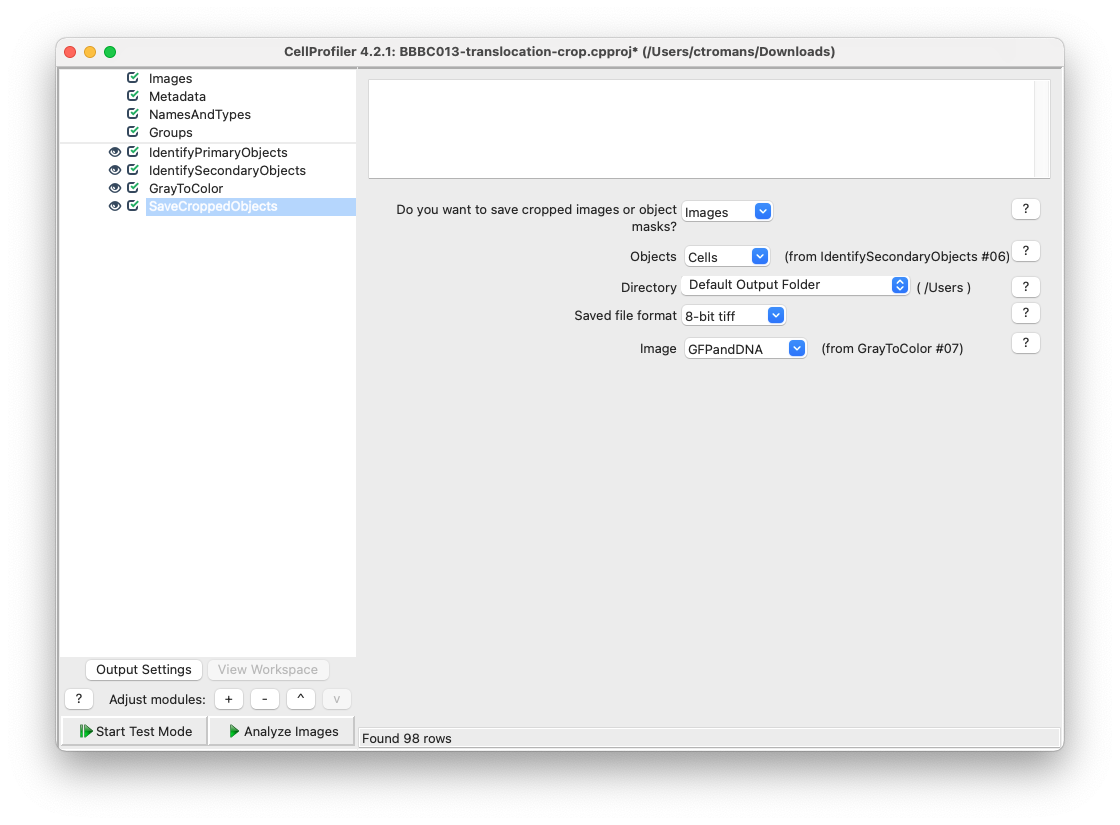 CellProfiler 4.2.1: BBBC013-translocation-crop.cpproj* (/Users/ctromans/Downloads)
Images
Metadata
NamesAndTypes
Groups
IdentifyPrimaryObjects
IdentifySecondaryObjects
GrayToColor
SaveCroppedObjects
Do you want to save cropped images or object
masks?
Images
?
Objects Cells (from IdentifySecondaryObjects #06) ?
Directory Default Output Folder ( /Users ) ?
Saved file format 8-bit tiff ?
Image GFPandDNA (from GrayToColor #07) ?
Output Settings View Workspace
? Adjust modules: + - ^ v
Start Test Mode Analyze Images
Found 98 rows